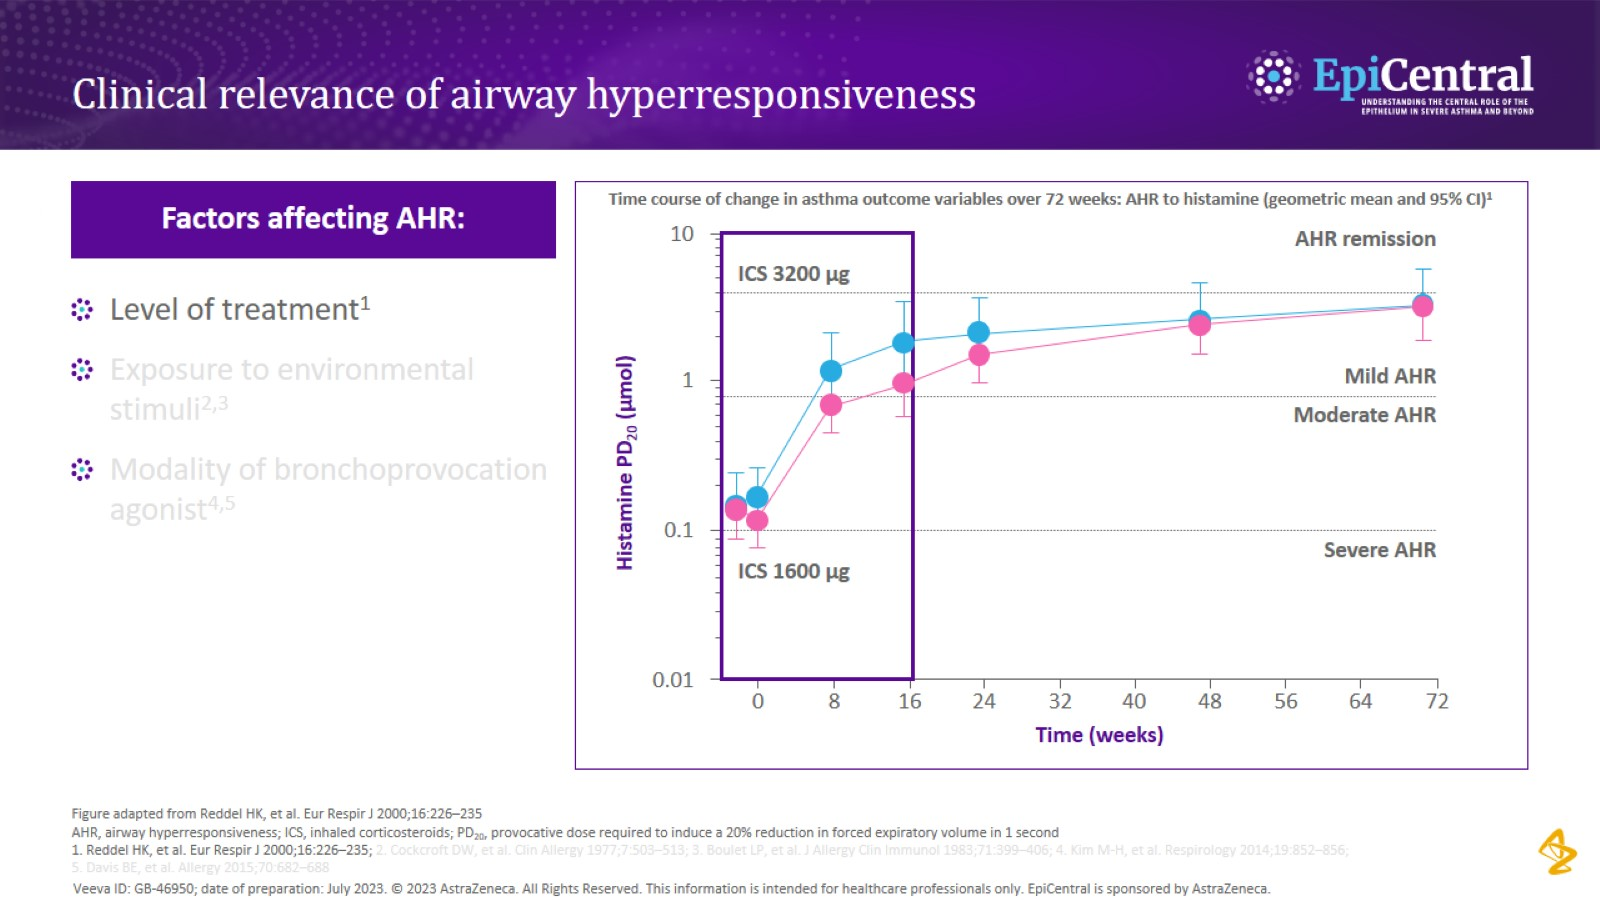 Clinical relevance of airway hyperresponsiveness
EpiCentral
UNDERSTANDING THE CENTRAL ROLE OF THE
EPITHELIUM IN SEVERE ASTHMA AND BEYOND
Factors affecting AHR:
Level of treatment¹
Exposure to environmental
stimuli²,³
Modality of bronchoprovocation
agonist⁴,⁵
Time course of change in asthma outcome variables over 72 weeks: AHR to histamine (geometric mean and 95% CI)¹
10
AHR remission
ICS 3200 µg
1
Mild AHR
Moderate AHR
Histamine PD₂₀ (µmol)
0.1
Severe AHR
ICS 1600 µg
0.01
0 8 16 24 32 40 48 56 64 72
Time (weeks)
Figure adapted from Reddel HK, et al. Eur Respir J 2000;16:226–235
AHR, airway hyperresponsiveness; ICS, inhaled corticosteroids; PD₂₀, provocative dose required to induce a 20% reduction in forced expiratory volume in 1 second
1. Reddel HK, et al. Eur Respir J 2000;16:226–235; 2. Cockcroft DW, et al. Clin Allergy 1977;7:503–513; 3. Boulet LP, et al. J Allergy Clin Immunol 1983;71:399–406; 4. Kim M-H, et al. Respirology 2014;19:852–856;
5. Davis BE, et al. Allergy 2015;70:682–688
Veeva ID: GB-46950; date of preparation: July 2023. © 2023 AstraZeneca. All Rights Reserved. This information is intended for healthcare professionals only. EpiCentral is sponsored by AstraZeneca.